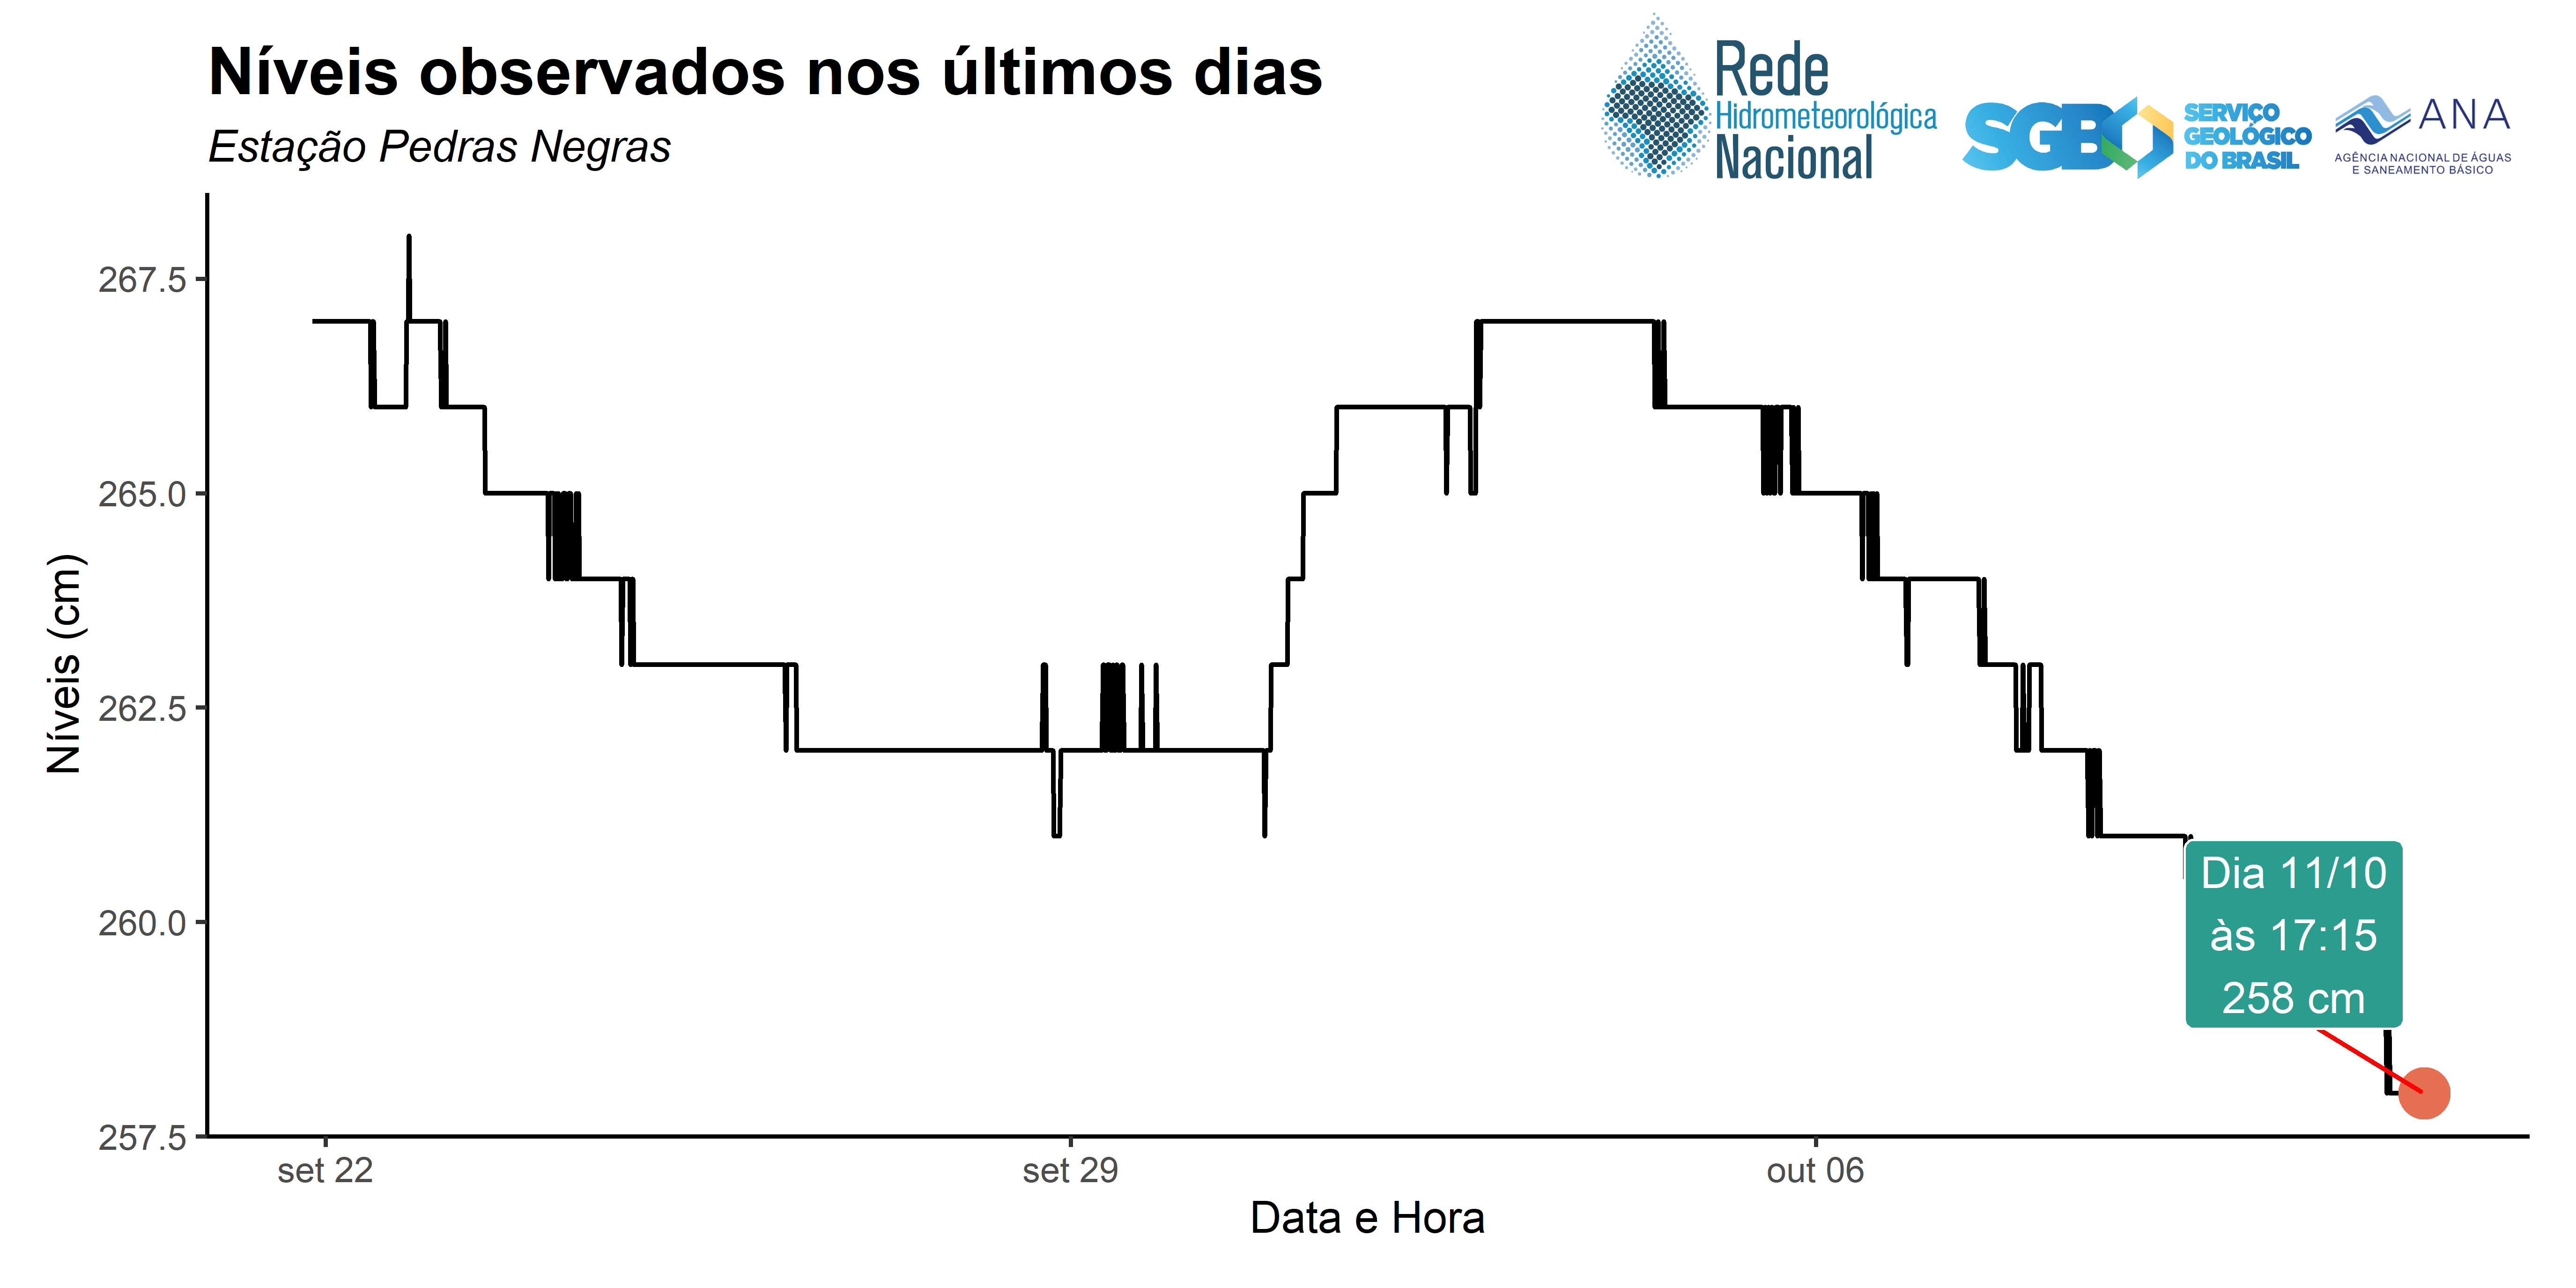 Níveis observados nos últimos dias
Estação Pedras Negras
Rede
Hidrometeorológica
Nacional
SGB
SERVIÇO
GEOLÓGICO
DO BRASIL
ANA
AGÊNCIA NACIONAL DE ÁGUAS
E SANEAMENTO BÁSICO
Níveis (cm)
267.5
265.0
262.5
260.0
257.5
Dia 11/10
às 17:15
258 cm
set 22
set 29
out 06
Data e Hora